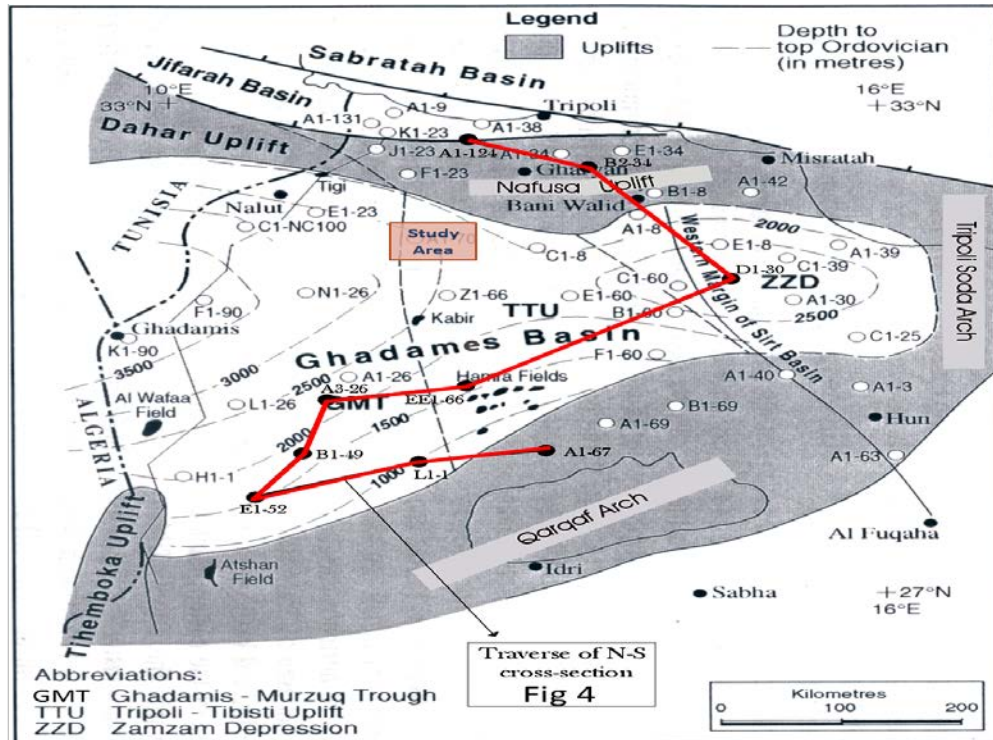 Legend
Uplifts
Depth to
top Ordovician
(in metres)
Sabratah Basin
Jifarah Basin
10°E
33°N
16°E
33°N
Dahar Uplift
Tripoli
A1-9
A1-131
K1-23
A1-38
A1-124
A1-34
E1-34
J1-23
B2-34
Misratah
F1-23
Gharyan
Nafusa Uplift
B1-8
A1-42
Tigi
Nalut
E1-23
Bani Walid
TUNISIA
C1-NC100
Study
Area
A1-70
A1-8
2000
E1-8
A1-39
C1-8
C1-39
Western Margin of Sirt Basin
Tripoli Soda Arch
D1-30
ZZD
C1-60
N1-26
Z1-66
E1-60
A1-30
F1-90
TTU
2500
Kabir
B1-90
Ghadamis
K1-90
Ghadames Basin
C1-25
3500
3000
2500
F1-60
A1-26
Hamra Fields
A3-26
EE1-66
A1-40
A1-3
GMT
Al Wafaa
Field
L1-26
1500
B1-69
Hun
ALGERIA
2000
A1-69
B1-49
A1-67
A1-63
L1-1
H1-1
1000
E1-52
Qarqaf Arch
Al Fuqaha
Tihemboka Uplift
Atshan
Field
Idri
Sabha
27°N
16°E
Traverse of N-S
cross-section
Fig 4
Abbreviations:
GMT Ghadamis - Murzuq Trough
TTU Tripoli - Tibisti Uplift
ZZD Zamzam Depression
Kilometres
0 100 200